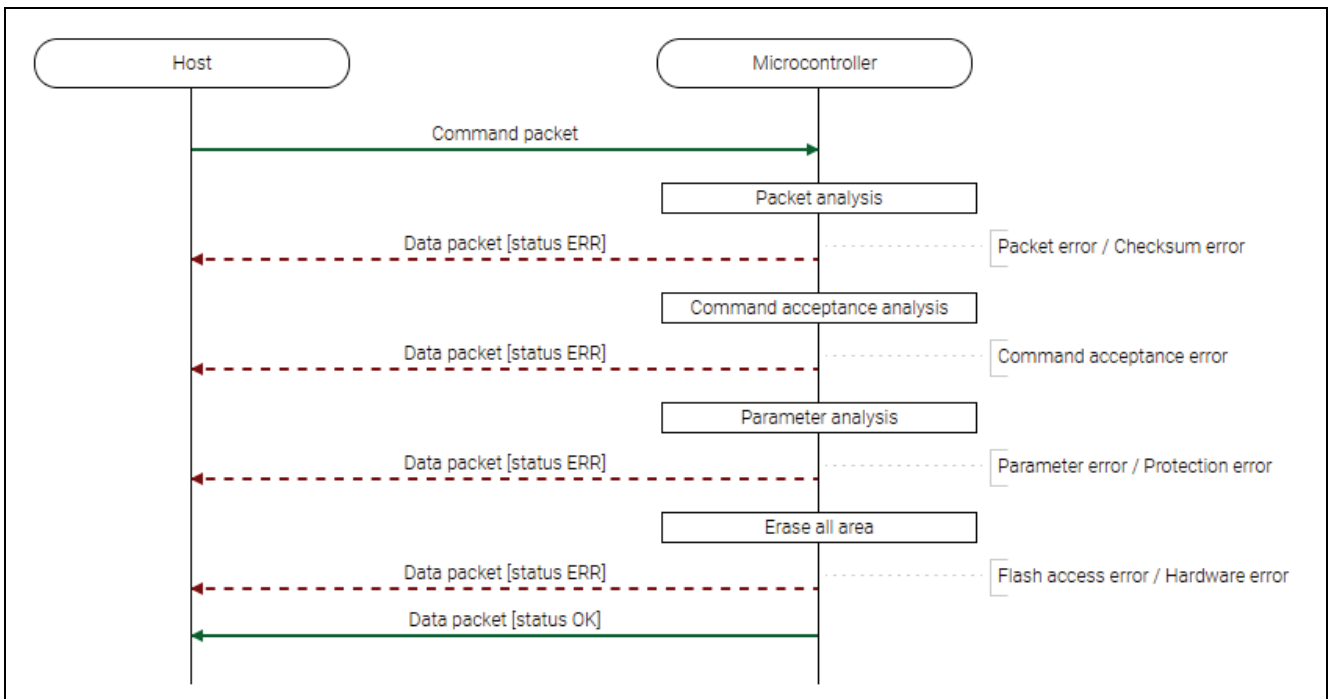 Host
Microcontroller
Command packet
Packet analysis
Data packet [status ERR]
Packet error / Checksum error
Command acceptance analysis
Data packet [status ERR]
Command acceptance error
Parameter analysis
Data packet [status ERR]
Parameter error / Protection error
Erase all area
Data packet [status ERR]
Flash access error / Hardware error
Data packet [status OK]